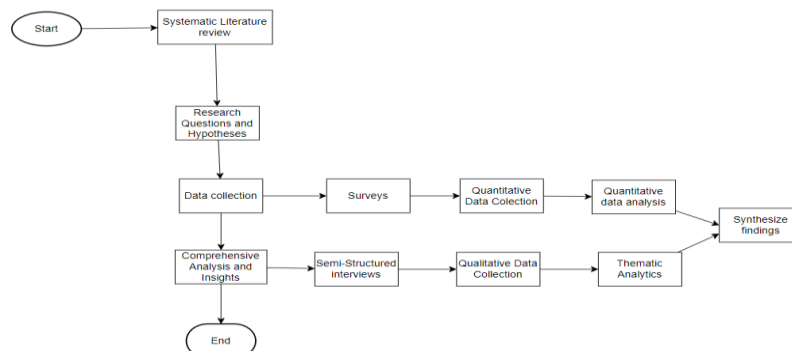 Start
Systematic Literature
review
Research
Questions and
Hypotheses
Data collection
Surveys
Quantitative
Data Colection
Quantitative
data analysis
Synthesize
findings
Comprehensive
Analysis and
Insights
Semi-Structured
interviews
Qualitative Data
Collection
Thematic
Analytics
End